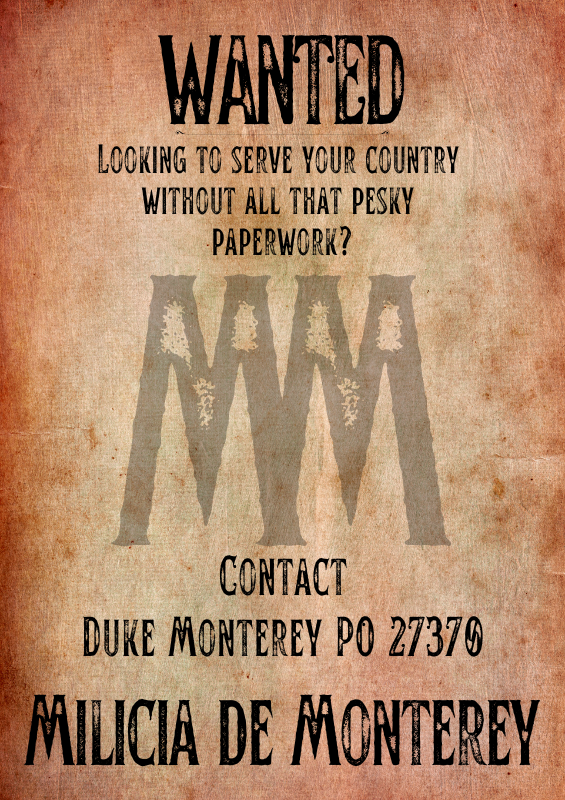 WANTED
LOOKING TO SERVE YOUR COUNTRY
WITHOUT ALL THAT PESKY
PAPERWORK?
MM
CONTACT
DUKE MONTEREY PO 27370
MILICIA DE MONTEREY